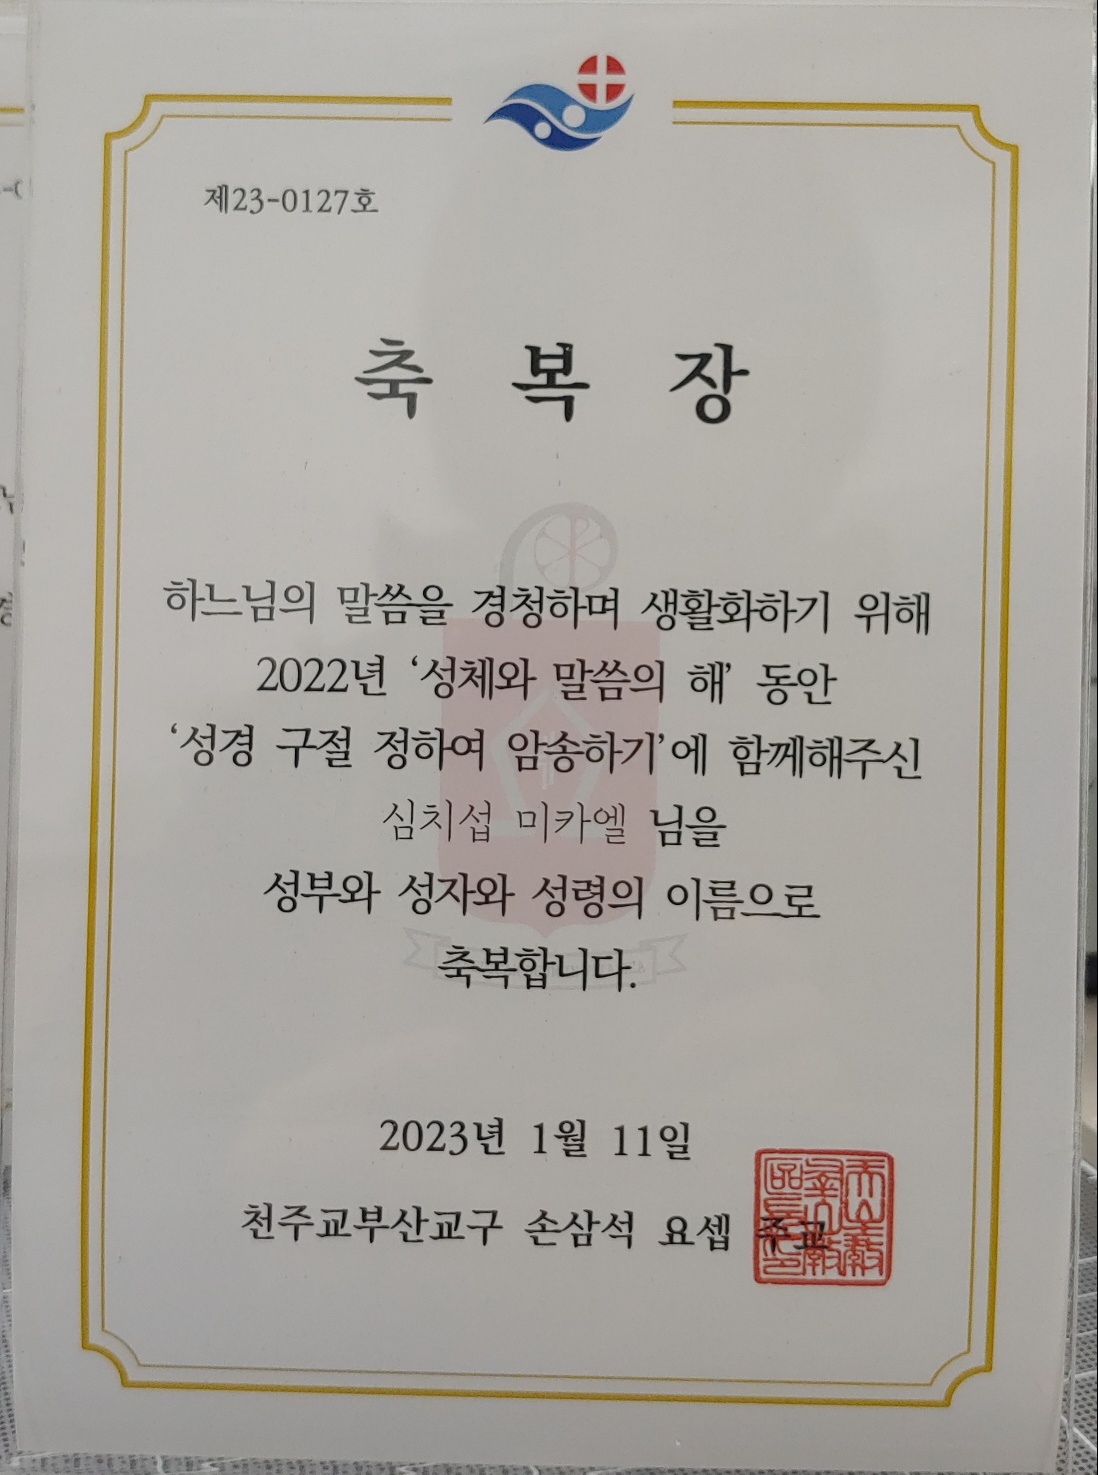 제23-0127호
축 복 장
하느님의 말씀을 경청하며 생활화하기 위해
2022년 ‘성체와 말씀의 해’ 동안
‘성경 구절 정하여 암송하기’에 함께해주신
심치섭 미카엘 님을
성부와 성자와 성령의 이름으로
축복합니다.
2023년 1월 11일
천주교부산교구 손삼석 요셉 주교